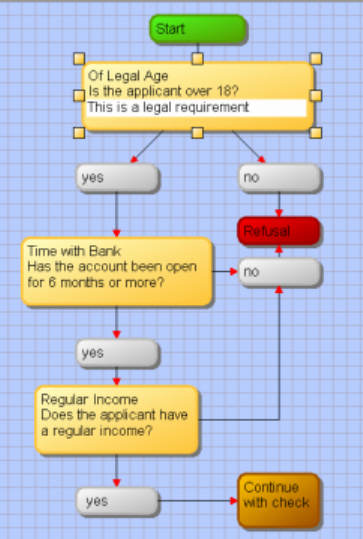 Start
Of Legal Age
Is the applicant over 18?
This is a legal requirement
yes
no
Refusal
Time with Bank
Has the account been open
for 6 months or more?
no
yes
Regular Income
Does the applicant have
a regular income?
yes
Continue
with check